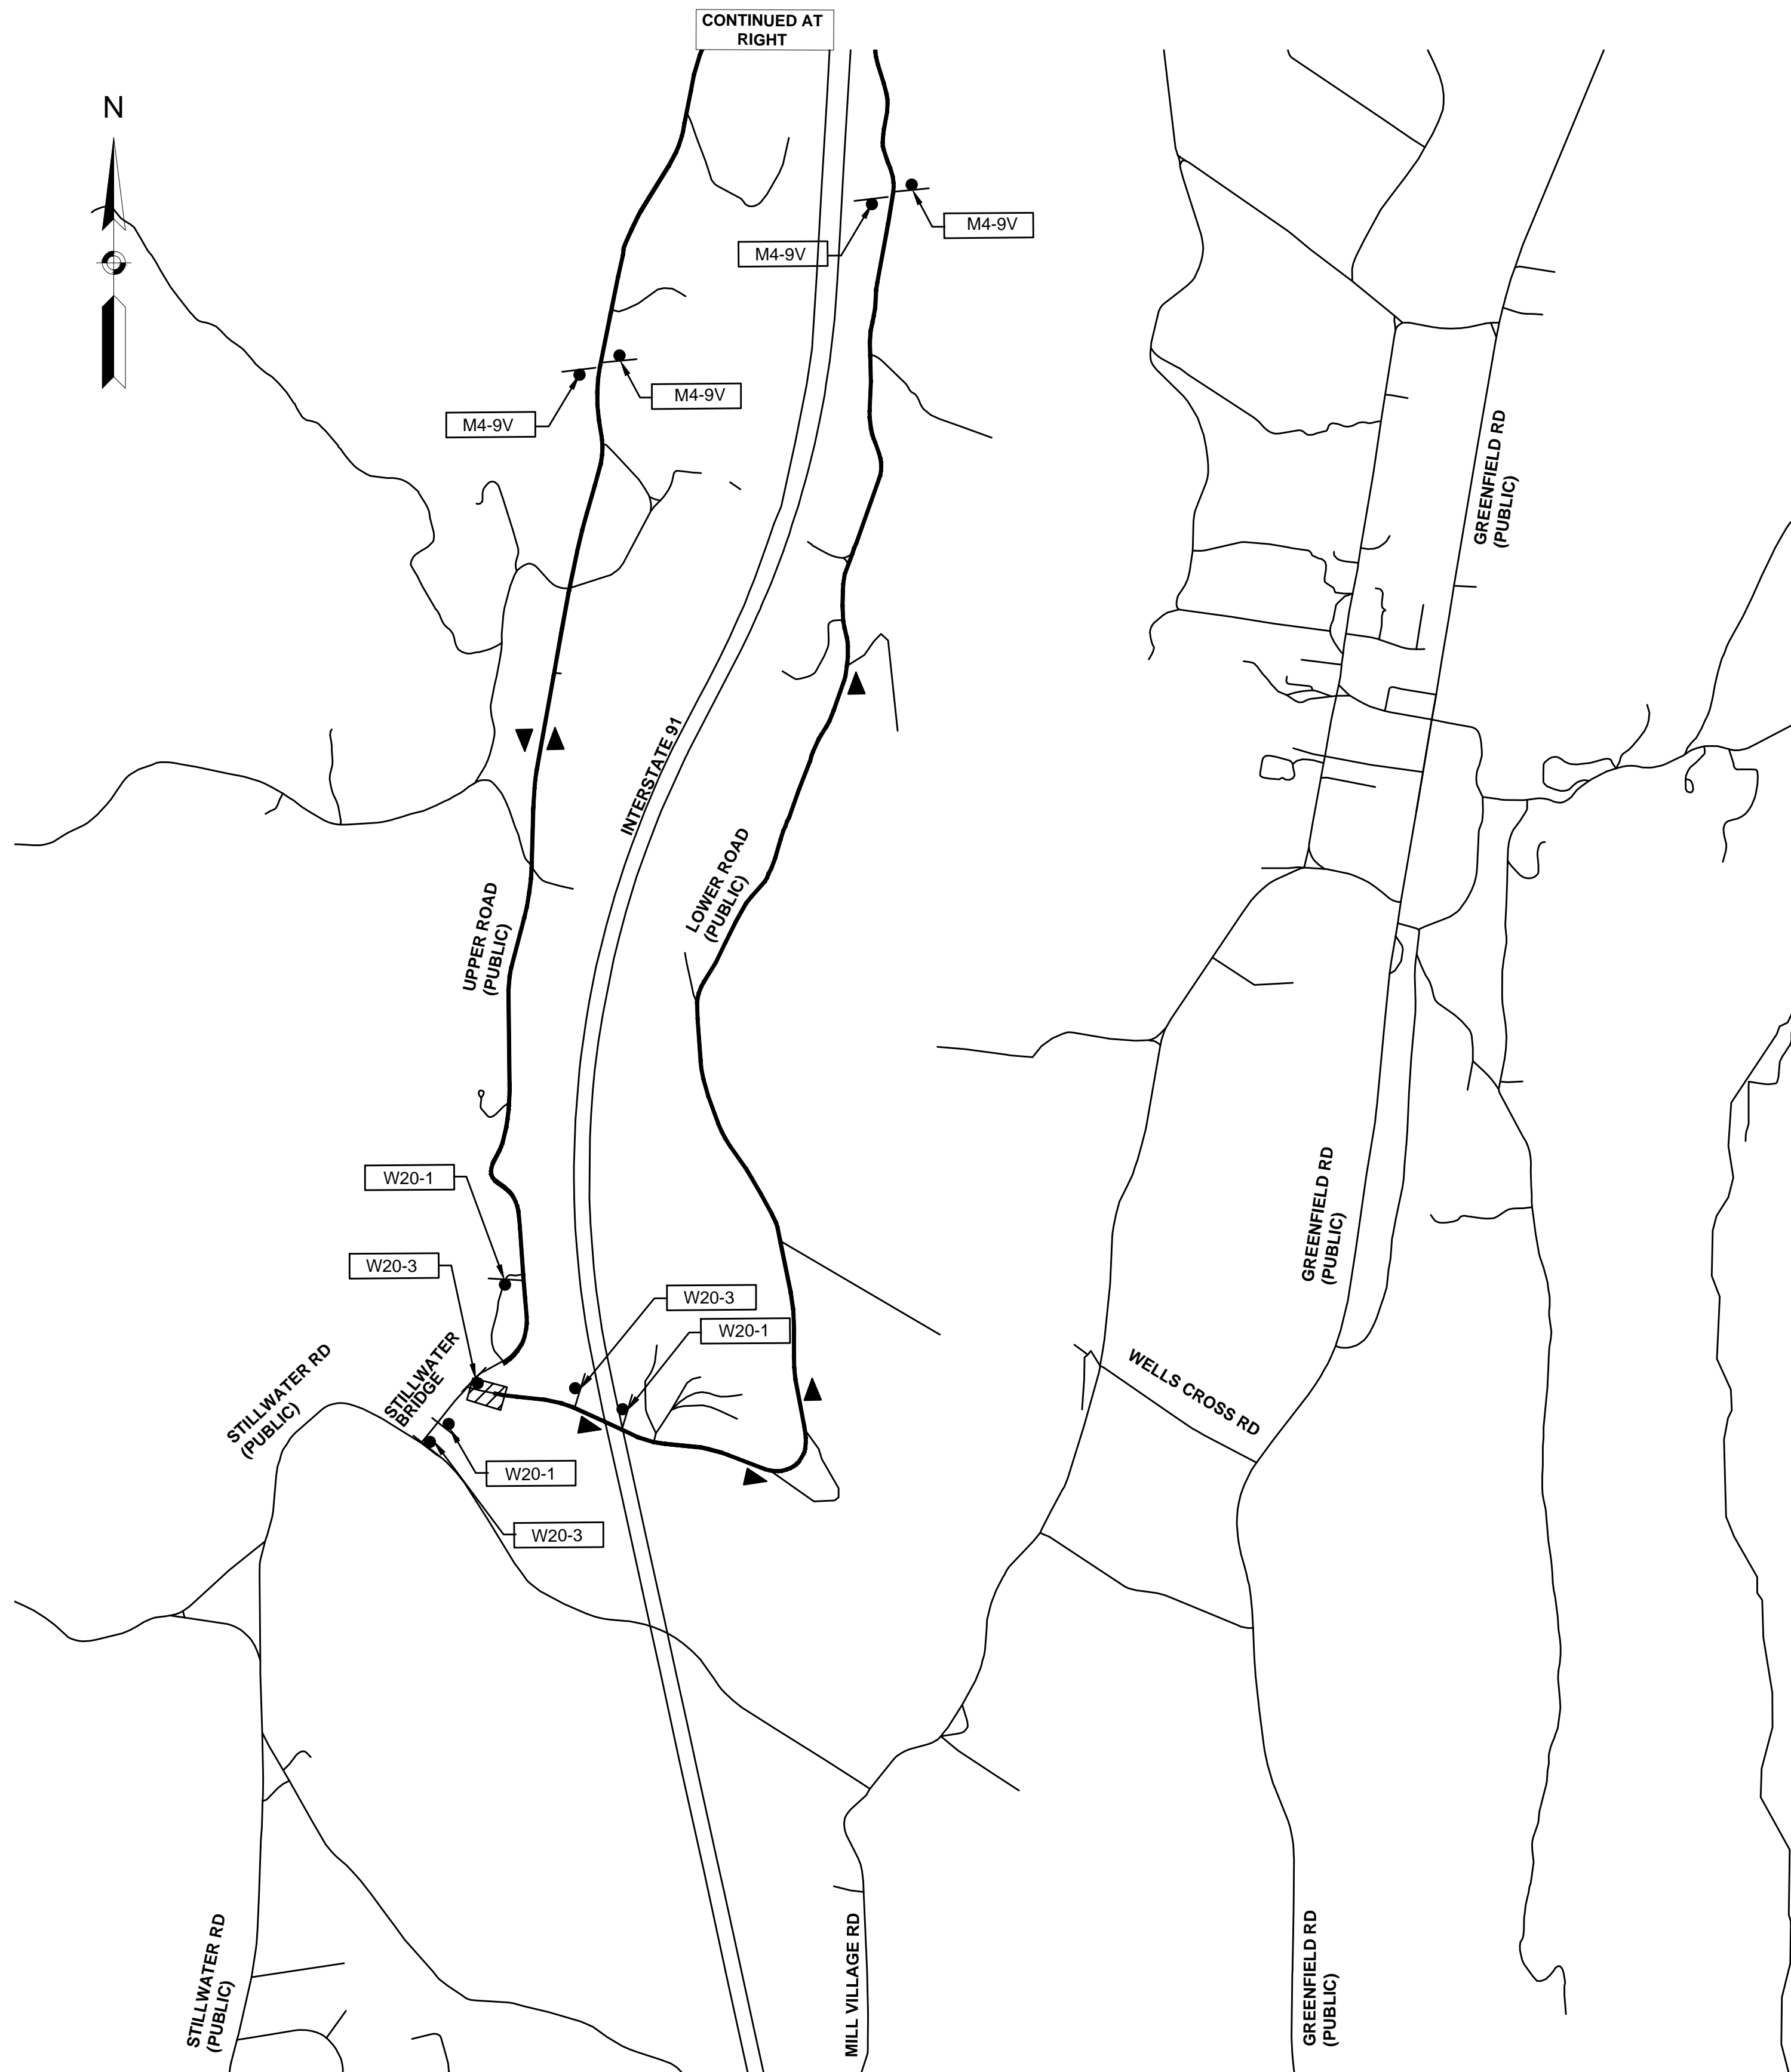 CONTINUED AT
RIGHT
N
M4-9V
M4-9V
M4-9V
M4-9V
GREENFIELD RD
(PUBLIC)
INTERSTATE 91
LOWER ROAD
(PUBLIC)
UPPER ROAD
(PUBLIC)
W20-1
W20-3
W20-3
W20-1
GREENFIELD RD
(PUBLIC)
STILLWATER RD
(PUBLIC)
STILLWATER
BRIDGE
WELLS CROSS RD
W20-1
W20-3
STILLWATER RD
(PUBLIC)
MILL VILLAGE RD
GREENFIELD RD
(PUBLIC)